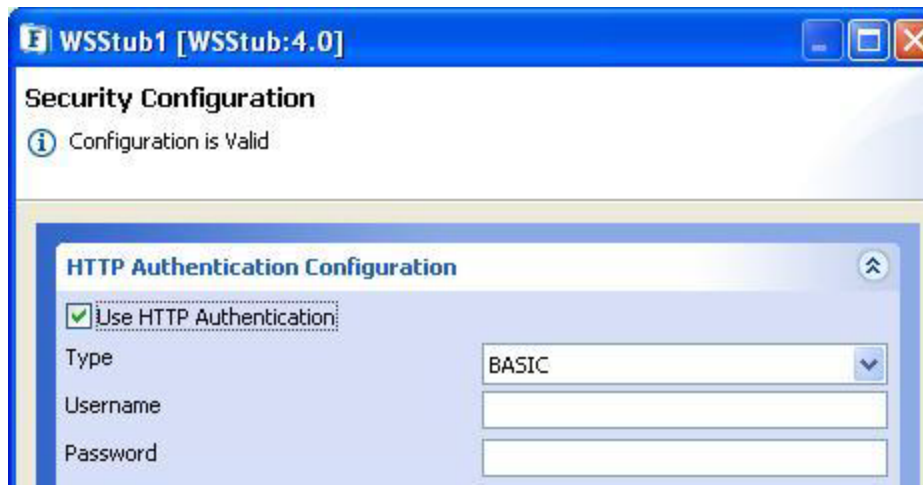 WSStub1 [WSStub:4.0]
Security Configuration
Configuration is Valid
HTTP Authentication Configuration
Use HTTP Authentication
Type
BASIC
Username
Password